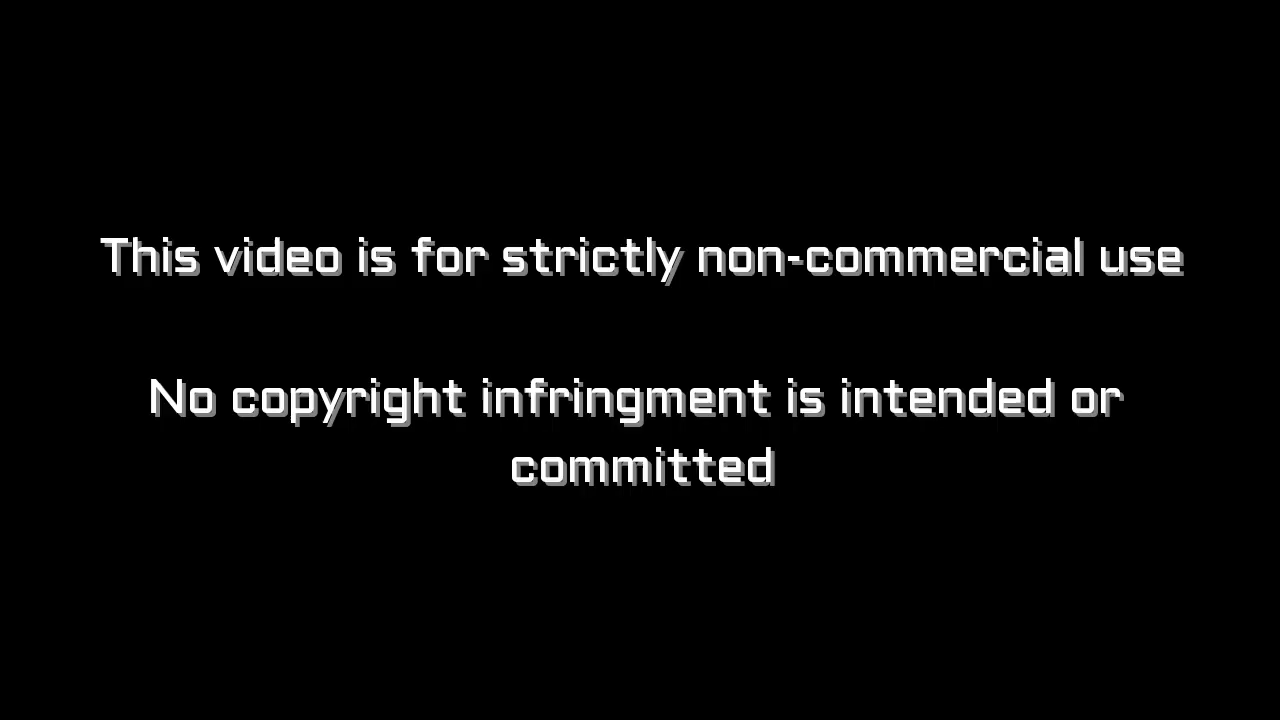 This video is for strictly non-commercial use
No copyright infringment is intended or
committed